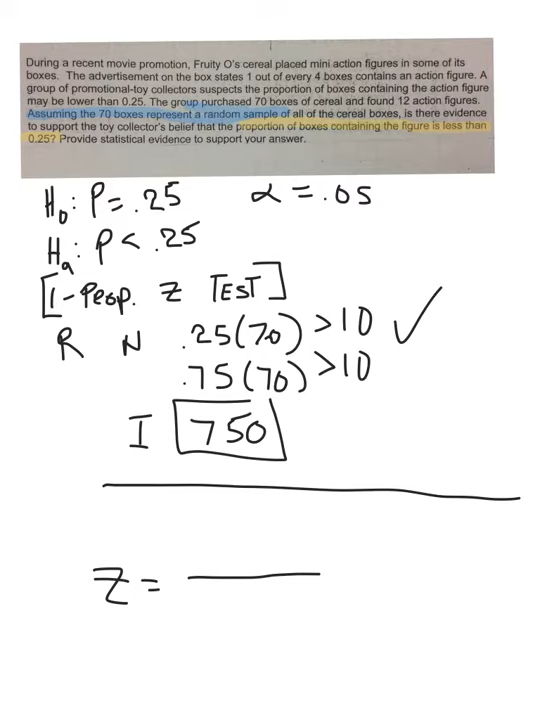 During a recent movie promotion, Fruity O's cereal placed mini action figures in some of its
boxes. The advertisement on the box states 1 out of every 4 boxes contains an action figure. A
group of promotional-toy collectors suspects the proportion of boxes containing the action figure
may be lower than 0.25. The group purchased 70 boxes of cereal and found 12 action figures.
Assuming the 70 boxes represent a random sample of all of the cereal boxes, is there evidence
to support the toy collector's belief that the proportion of boxes containing the figure is less than
0.25? Provide statistical evidence to support your answer.
H₀: P = .25 α = .05
Hₐ: P < .25
[1-PROP. Z TEST]
R N .25(70) > 10 ✓
.75(70) > 10
I 750
Z =